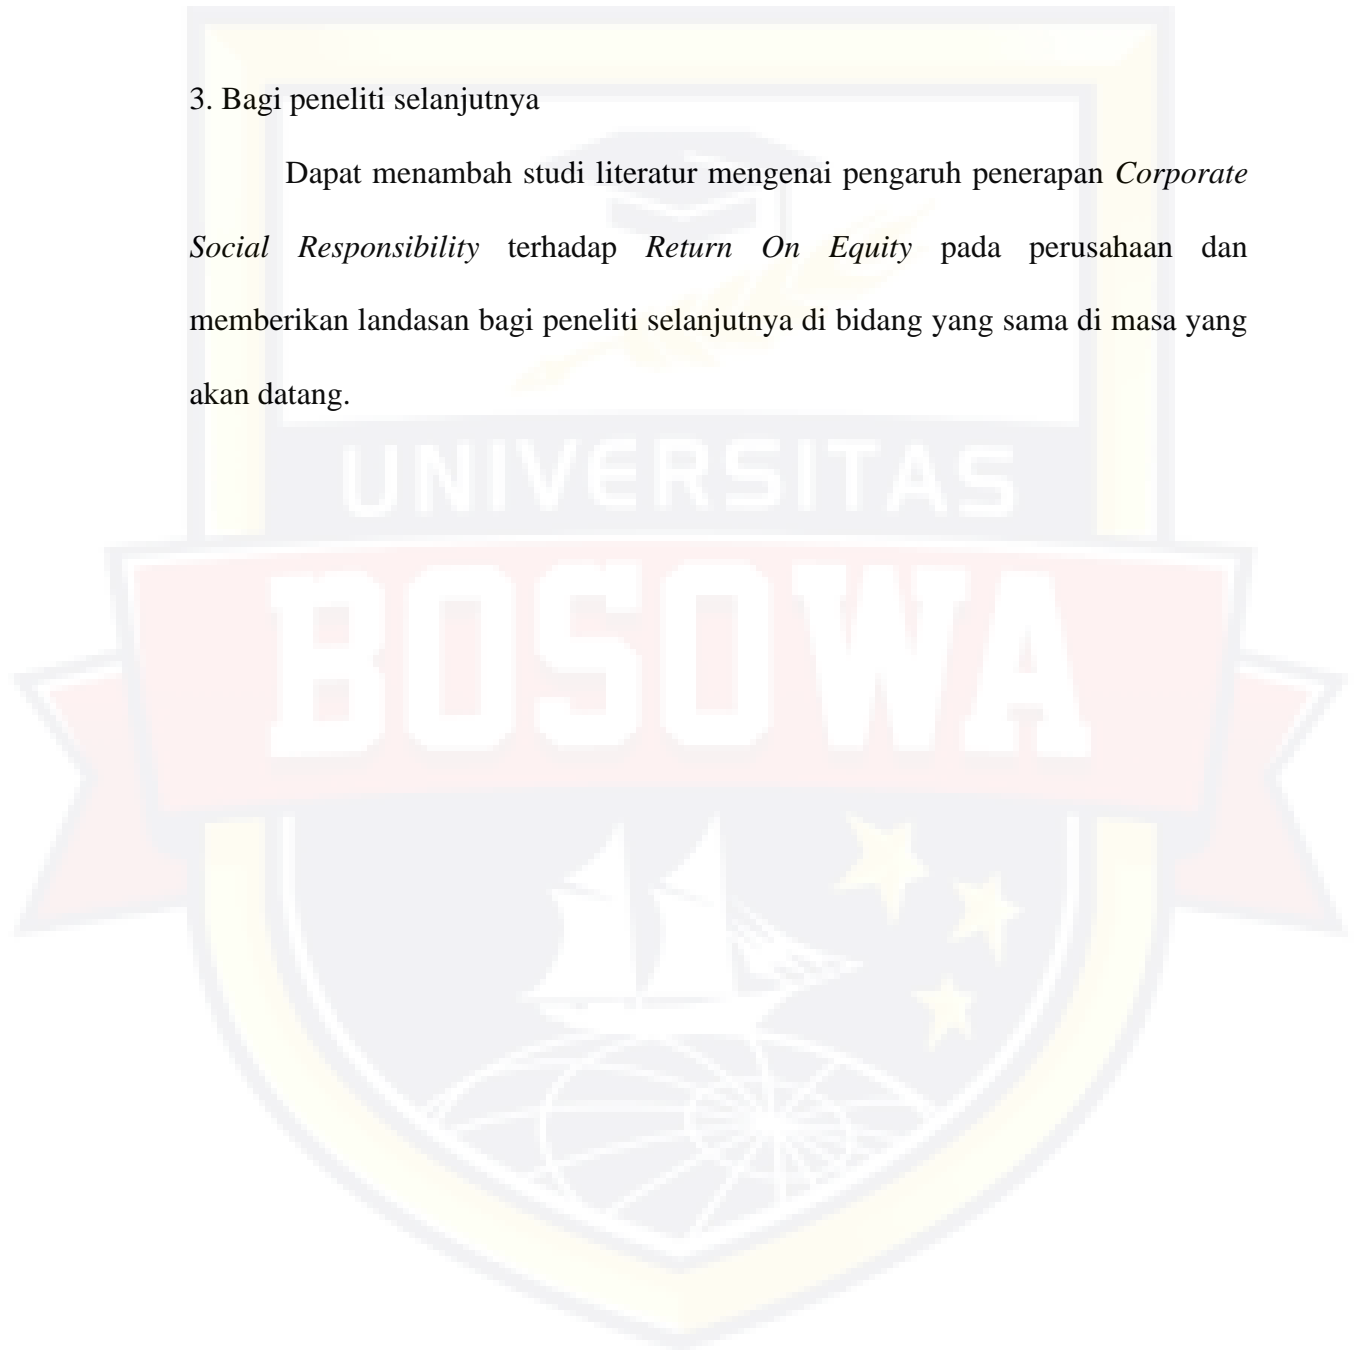 3. Bagi peneliti selanjutnya
Dapat menambah studi literatur mengenai pengaruh penerapan Corporate
Social Responsibility terhadap Return On Equity pada perusahaan dan
memberikan landasan bagi peneliti selanjutnya di bidang yang sama di masa yang
akan datang.
UNIVERSITAS
BOSOWA